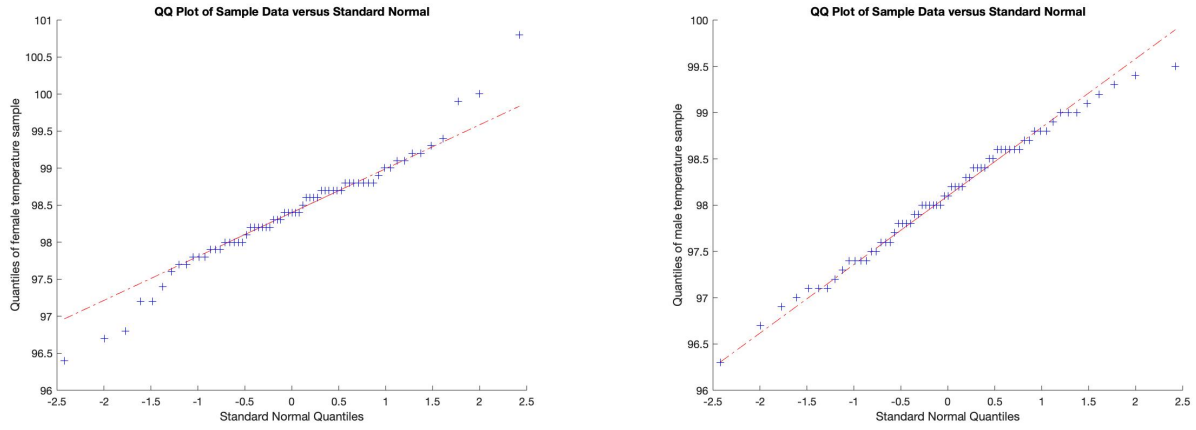 QQ Plot of Sample Data versus Standard Normal
Quantiles of female temperature sample
101
100.5
100
99.5
99
98.5
98
97.5
97
96.5
96
-2.5 -2 -1.5 -1 -0.5 0 0.5 1 1.5 2 2.5
Standard Normal Quantiles
QQ Plot of Sample Data versus Standard Normal
Quantiles of male temperature sample
100
99.5
99
98.5
98
97.5
97
96.5
96
-2.5 -2 -1.5 -1 -0.5 0 0.5 1 1.5 2 2.5
Standard Normal Quantiles